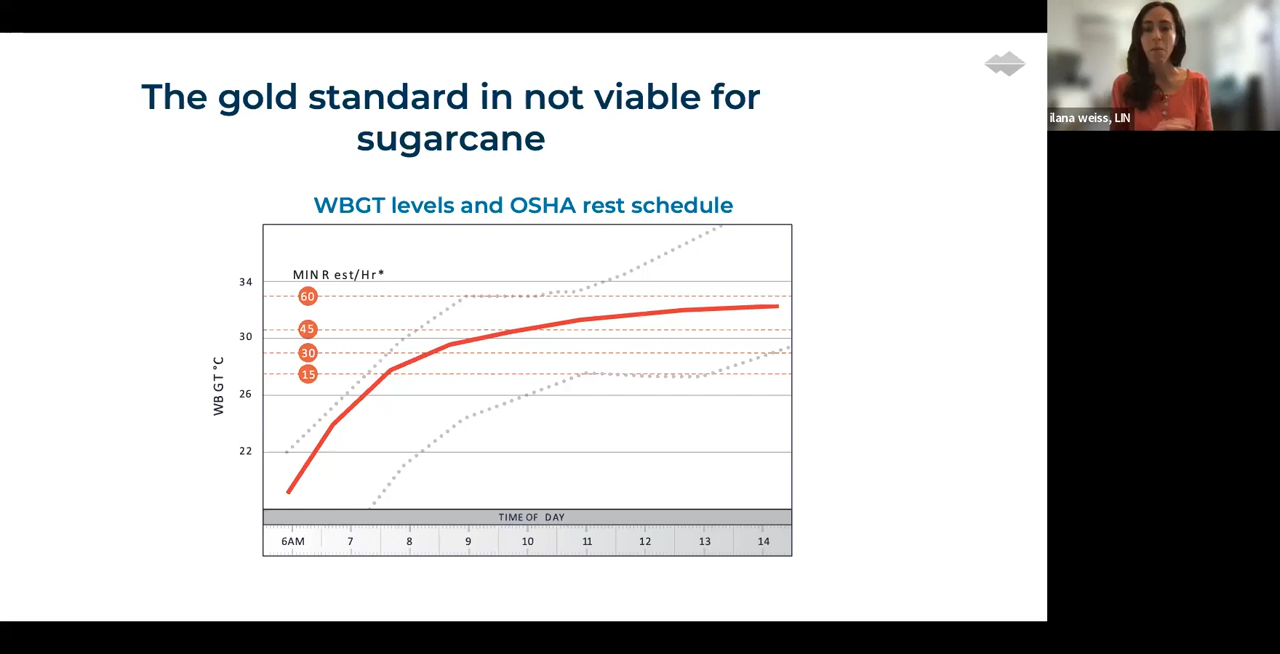 The gold standard in not viable for
sugarcane
WBGT levels and OSHA rest schedule
MIN R est/Hr*
34
60
45
30
30
15
WB GT °C
26
22
TIME OF DAY
6AM 7 8 9 10 11 12 13 14
ilana weiss, LIN